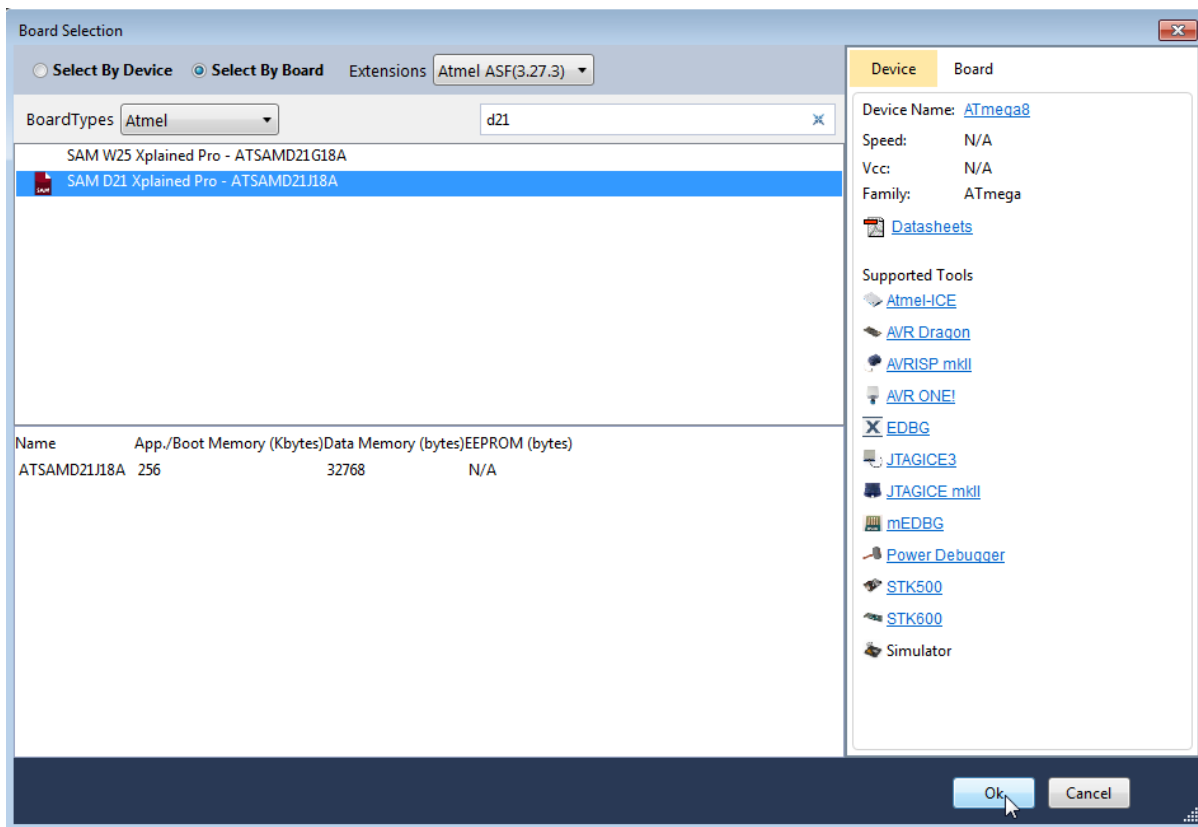 Board Selection
Select By Device Select By Board Extensions Atmel ASF(3.27.3)
BoardTypes Atmel d21
SAM W25 Xplained Pro - ATSAMD21G18A
SAM D21 Xplained Pro - ATSAMD21J18A
Name App./Boot Memory (Kbytes) Data Memory (bytes) EEPROM (bytes)
ATSAMD21J18A 256 32768 N/A
Device Board
Device Name: ATmega8
Speed: N/A
Vcc: N/A
Family: ATmega
Datasheets
Supported Tools
Atmel-ICE
AVR Dragon
AVRISP mkII
AVR ONE!
EDBG
JTAGICE3
JTAGICE mkII
mEDBG
Power Debugger
STK500
STK600
Simulator
Ok Cancel